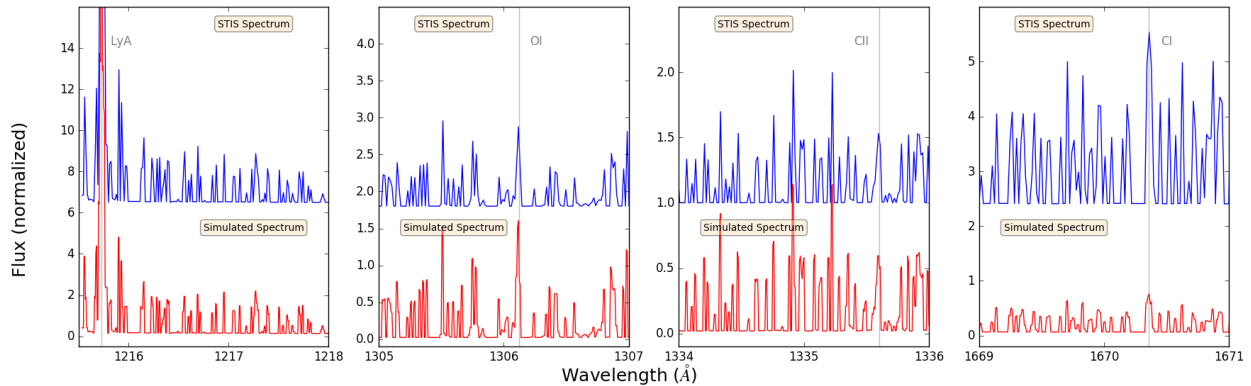 Flux (normalized)
STIS Spectrum
LyA
Simulated Spectrum
14
12
10
8
6
4
2
0
1216
1217
1218
STIS Spectrum
OI
Simulated Spectrum
4.0
3.5
3.0
2.5
2.0
1.5
1.0
0.5
0.0
1305
1306
1307
STIS Spectrum
CII
Simulated Spectrum
2.0
1.5
1.0
0.5
0.0
1334
1335
1336
STIS Spectrum
CI
Simulated Spectrum
5
4
3
2
1
0
1669
1670
1671
Wavelength (Å)